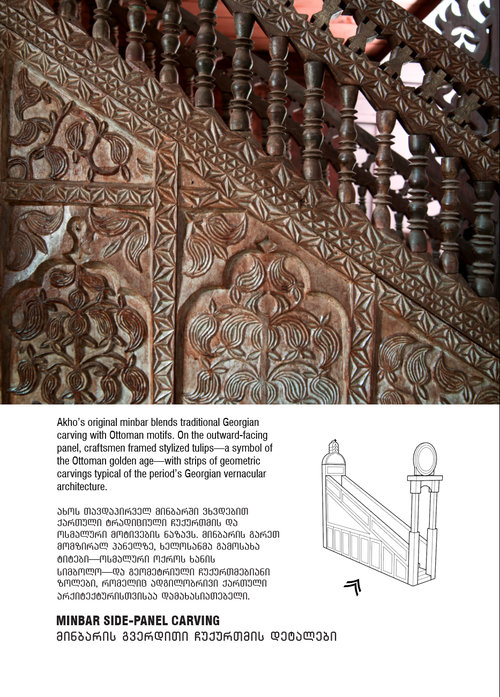 Akho's original minbar blends traditional Georgian
carving with Ottoman motifs. On the outward-facing
panel, craftsmen framed stylized tulips—a symbol of
the Ottoman golden age—with strips of geometric
carvings typical of the period's Georgian vernacular
architecture.
ახოს თავდაპირველ მინბარში ვხვდებით
ქართული ტრადიციული ჩუქურთმის და
ოსმალური მოტივების ნაზავს. მინბარის გარეთ
მომზირალ პანელზე, ხელოსანმა გამოსახა
ტიტები—ოსმალური ოქროს ხანის
სიმბოლო—და გეომეტრიული ჩუქურთმებიანი
ზოლები, რომელიც ადგილობრივი ქართული
არქიტექტურისთვისაა დამახასიათებელი.
MINBAR SIDE-PANEL CARVING
მინბარის გვერდითი ჩუქურთმის დეტალები